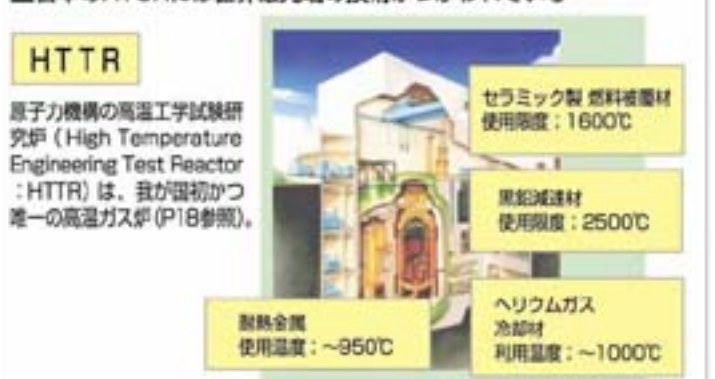 HTTR
原子力機構の高温工学試験研
究炉（High Temperature
Engineering Test Reactor
：HTTR）は、我が国初かつ
唯一の高温ガス炉（P18参照）。
セラミック製 燃料被覆材
使用限度：1600℃
黒鉛減速材
使用限度：2500℃
ヘリウムガス
冷却材
利用温度：～1000℃
耐熱金属
使用温度：～950℃